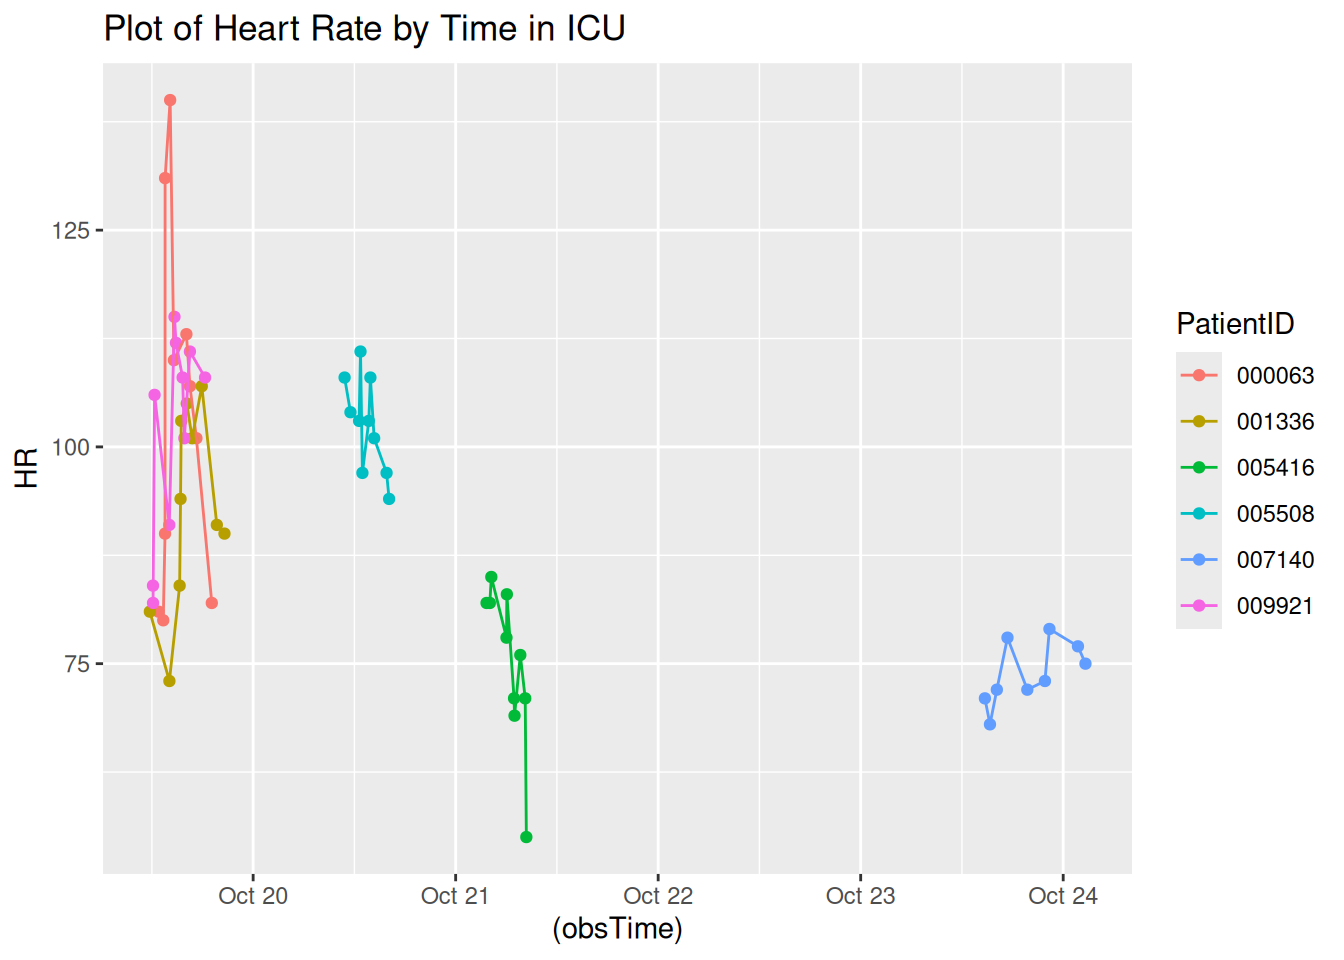 Plot of Heart Rate by Time in ICU
125
100
75
HR
Oct 20
Oct 21
Oct 22
Oct 23
Oct 24
(obsTime)
PatientID
000063
001336
005416
005508
007140
009921